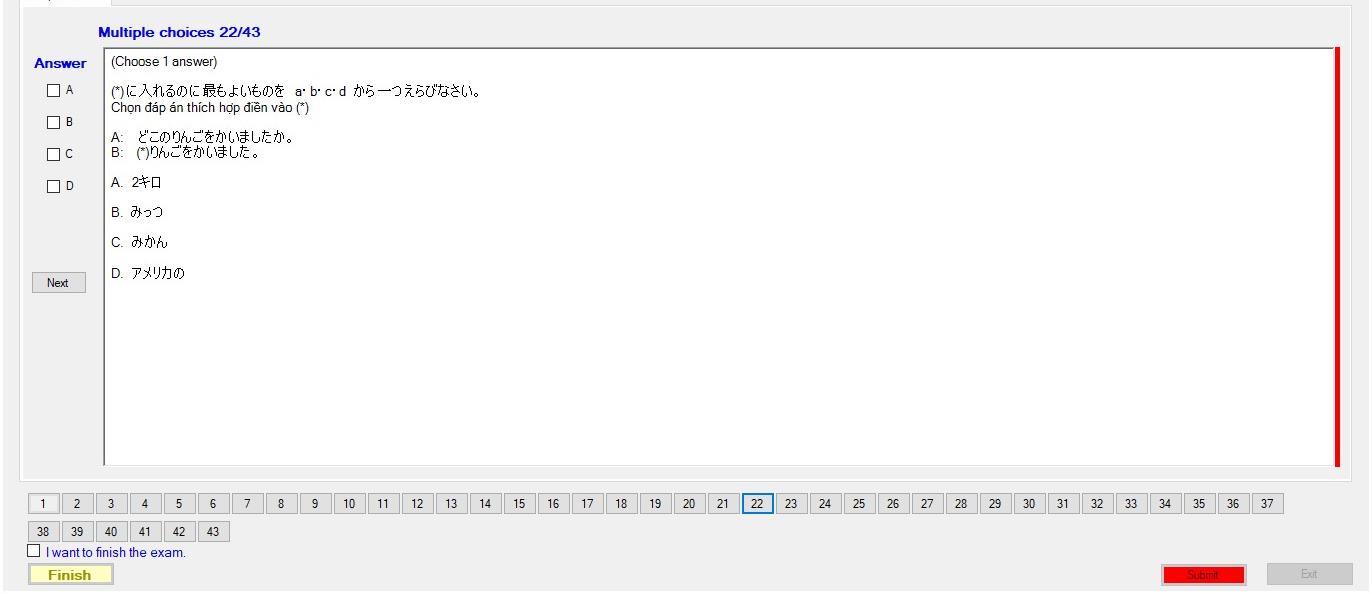 Multiple choices 22/43
Answer
(Choose 1 answer)
A
(*)に入れるのに最もよいものを a・b・c・d から一つえらびなさい。
Chọn đáp án thích hợp điền vào (*)
B
A: どこのりんごをかいましたか。
B: (*)りんごをかいました。
C
D
A. 2キロ
B. みっつ
C. みかん
D. アメリカの
Next
1 2 3 4 5 6 7 8 9 10 11 12 13 14 15 16 17 18 19 20 21 22 23 24 25 26 27 28 29 30 31 32 33 34 35 36 37
38 39 40 41 42 43
I want to finish the exam.
Finish
Submit
Exit